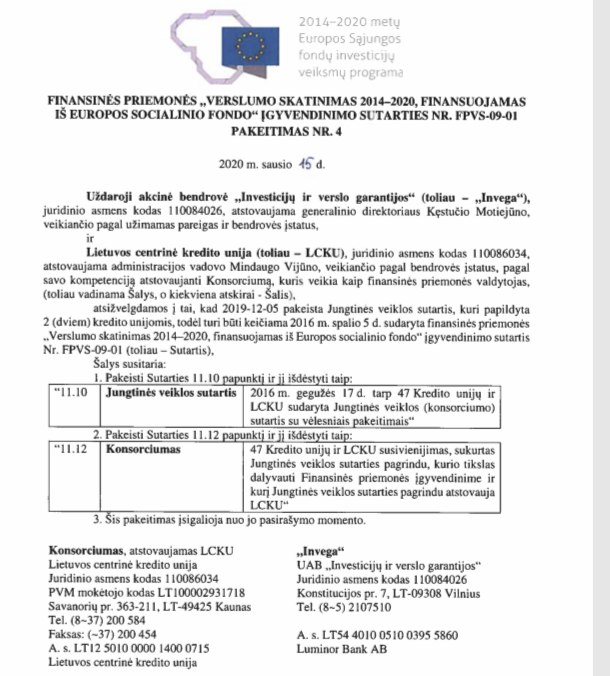 2014–2020 metų
Europos Sąjungos
fondų investicijų
veiksmų programa
FINANSINĖS PRIEMONĖS „VERSLUMO SKATINIMAS 2014–2020, FINANSUOJAMAS
IŠ EUROPOS SOCIALINIO FONDO“ ĮGYVENDINIMO SUTARTIES NR. FPVS-09-01
PAKEITIMAS NR. 4
2020 m. sausio 15 d.
Uždaroji akcinė bendrovė „Investicijų ir verslo garantijos“ (toliau – „Invega“),
juridinio asmens kodas 110084026, atstovaujama generalinio direktoriaus Kęstučio Motiejūno,
veikiančio pagal užimamas pareigas ir bendrovės įstatus,
ir
Lietuvos centrinė kredito unija (toliau – LCKU), juridinio asmens kodas 110086034,
atstovaujama administracijos vadovo Mindaugo Vijūno, veikiančio pagal bendrovės įstatus, pagal
savo kompetenciją atstovaujanti Konsorciumą, kuris veikia kaip finansinės priemonės valdytojas,
(toliau vadinama Šalys, o kiekviena atskirai - Šalis),
atsižvelgdamos į tai, kad 2019-12-05 pakeista Jungtinės veiklos sutartis, kuri papildyta
2 (dviem) kredito unijomis, todėl turi būti keičiama 2016 m. spalio 5 d. sudaryta finansinės priemonės
„Verslumo skatinimas 2014–2020, finansuojamas iš Europos socialinio fondo“ įgyvendinimo sutartis
Nr. FPVS-09-01 (toliau – Sutartis),
Šalys susitaria:
1. Pakeisti Sutarties 11.10 papunktį ir jį išdėstyti taip:
“11.10 Jungtinės veiklos sutartis 2016 m. gegužės 17 d. tarp 47 Kredito unijų ir
LCKU sudaryta Jungtinės veiklos (konsorciumo)
sutartis su vėlesniais pakeitimais“
2. Pakeisti Sutarties 11.12 papunktį ir jį išdėstyti taip:
“11.12 Konsorciumas 47 Kredito unijų ir LCKU susivienijimas, sukurtas
Jungtinės veiklos sutarties pagrindu, kurio tikslas
dalyvauti Finansinės priemonės įgyvendinime ir
kurį Jungtinės veiklos sutarties pagrindu atstovauja
LCKU“
3. Šis pakeitimas įsigalioja nuo jo pasirašymo momento.
Konsorciumas, atstovaujamas LCKU
Lietuvos centrinė kredito unija
Juridinio asmens kodas 110086034
PVM mokėtojo kodas LT100002931718
Savanorių pr. 363-211, LT-49425 Kaunas
Tel. (8~37) 200 584
Faksas: (~37) 200 454
A. s. LT12 5010 0000 1400 0715
Lietuvos centrinė kredito unija
„Invega“
UAB „Investicijų ir verslo garantijos“
Juridinio asmens kodas 110084026
Konstitucijos pr. 7, LT-09308 Vilnius
Tel. (8~5) 2107510
A. s. LT54 4010 0510 0395 5860
Luminor Bank AB